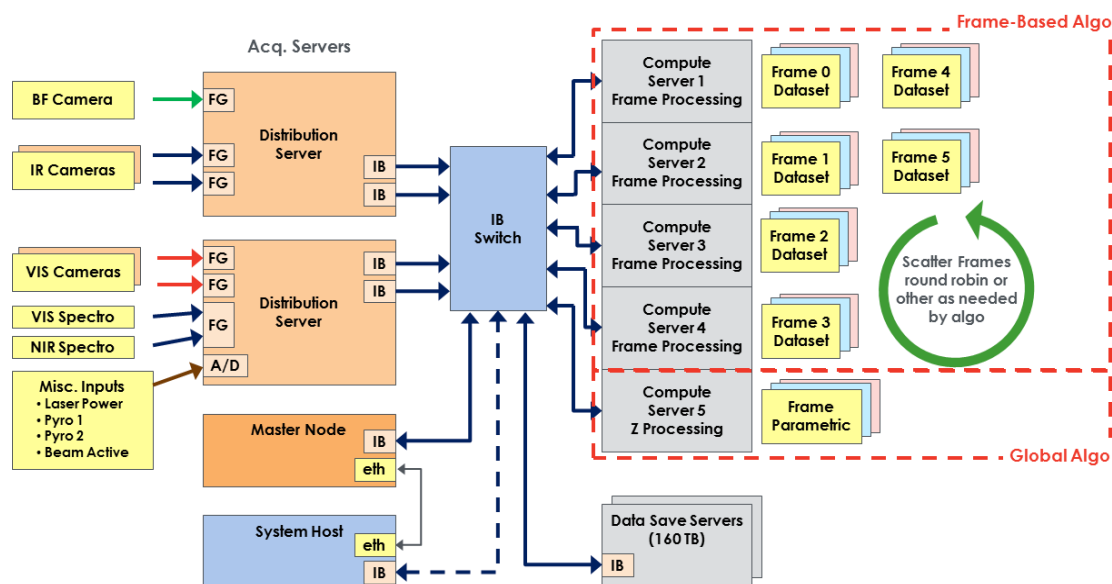 Frame-Based Algo
Acq. Servers
BF Camera
IR Cameras
FG
FG
FG
Distribution
Server
IB
IB
VIS Cameras
VIS Spectro
NIR Spectro
Misc. Inputs
• Laser Power
• Pyro 1
• Pyro 2
• Beam Active
FG
FG
FG
A/D
Distribution
Server
IB
IB
Master Node
IB
eth
System Host
eth
IB
IB
Switch
Compute
Server 1
Frame Processing
Compute
Server 2
Frame Processing
Compute
Server 3
Frame Processing
Compute
Server 4
Frame Processing
Compute
Server 5
Z Processing
Frame 0
Dataset
Frame 4
Dataset
Frame 1
Dataset
Frame 5
Dataset
Frame 2
Dataset
Frame 3
Dataset
Scatter Frames
round robin or
other as needed
by algo
Frame
Parametric
Global Algo
Data Save Servers
(160 TB)
IB